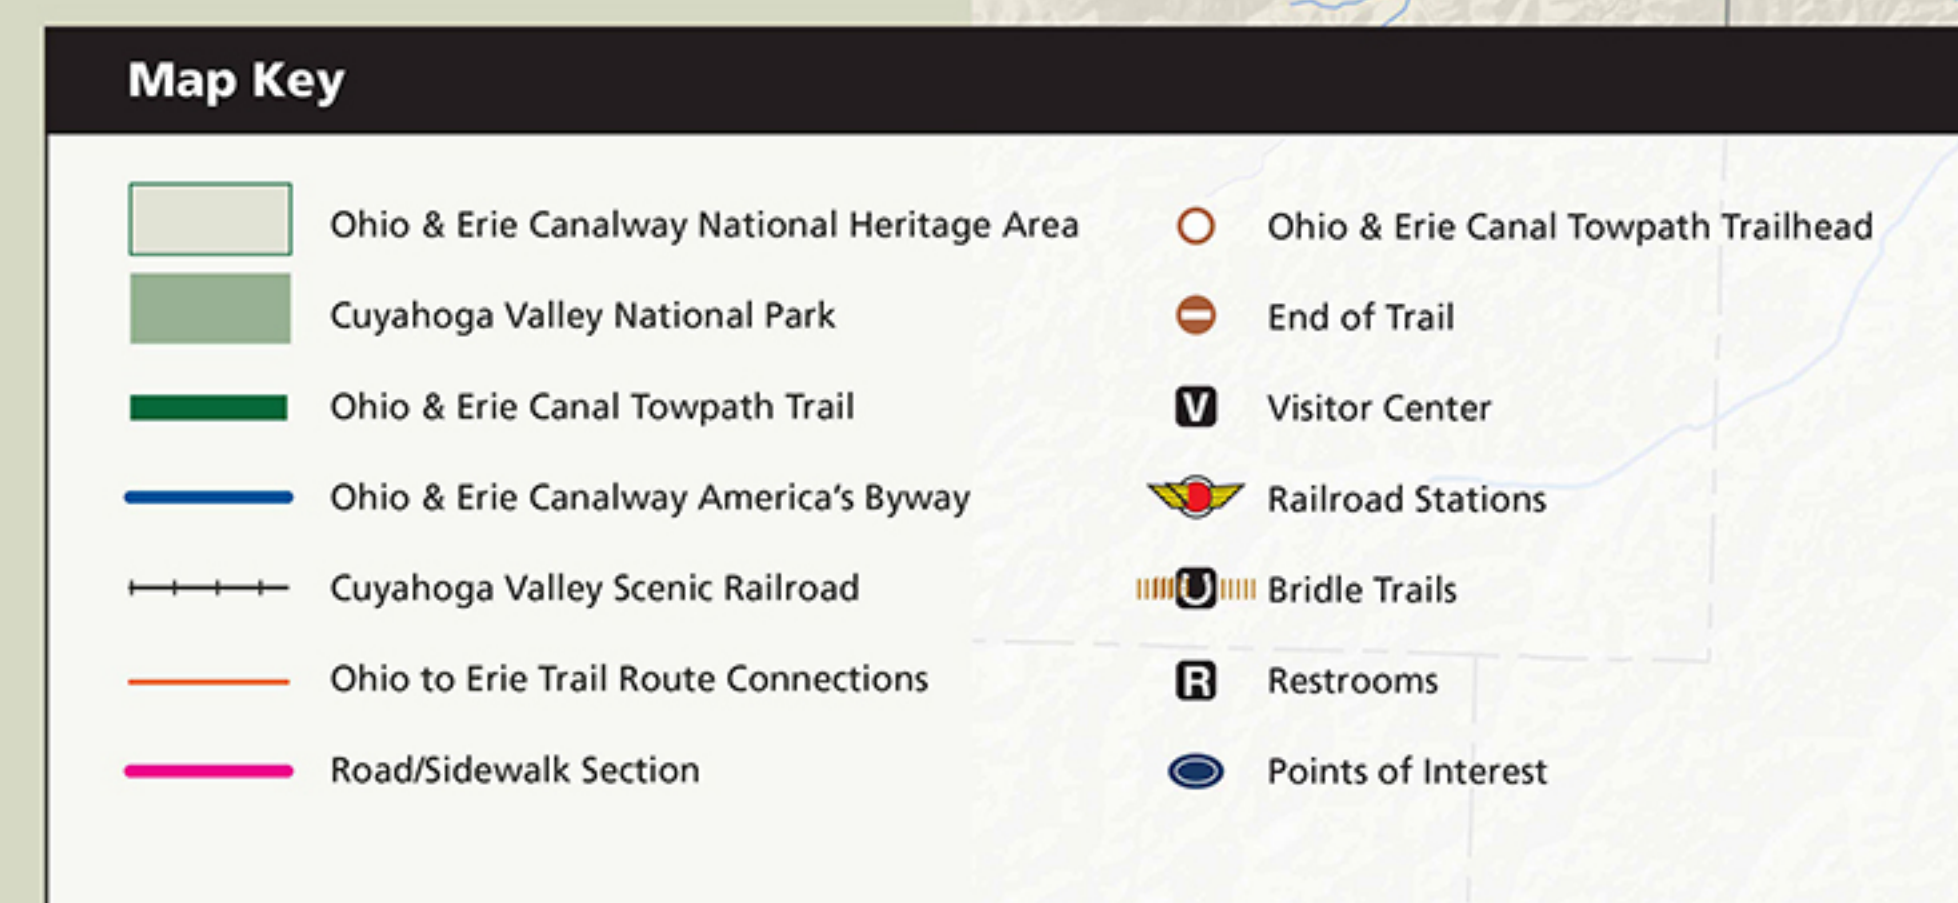 Map Key
Ohio & Erie Canalway National Heritage Area
Cuyahoga Valley National Park
Ohio & Erie Canal Towpath Trail
Ohio & Erie Canalway America's Byway
Cuyahoga Valley Scenic Railroad
Ohio to Erie Trail Route Connections
Road/Sidewalk Section
Ohio & Erie Canal Towpath Trailhead
End of Trail
V Visitor Center
Railroad Stations
Bridle Trails
R Restrooms
Points of Interest